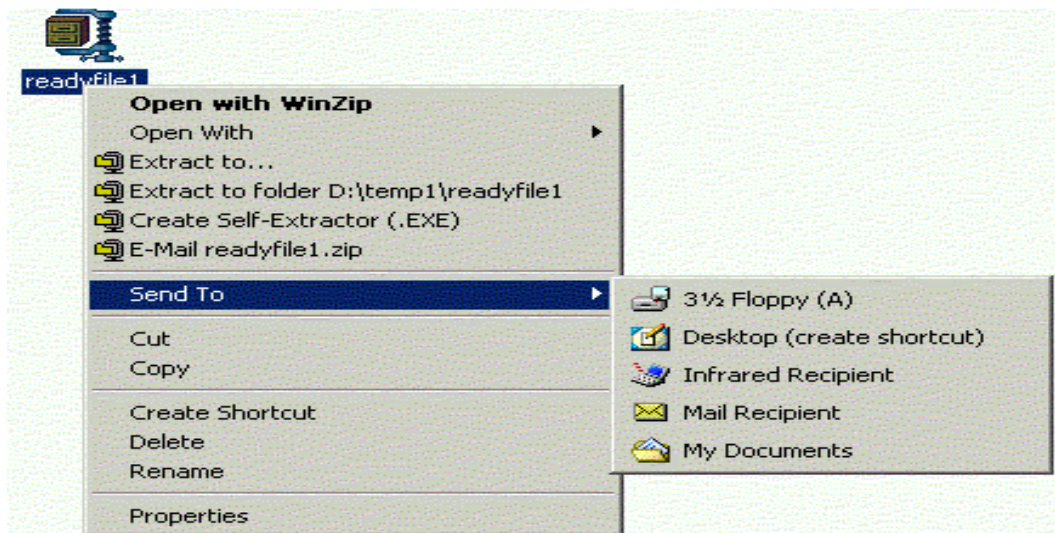 readyfile1
Open with WinZip
Open With
Extract to...
Extract to folder D:\temp1\readyfile1
Create Self-Extractor (.EXE)
E-Mail readyfile1.zip
Send To
Cut
Copy
Create Shortcut
Delete
Rename
Properties
3½ Floppy (A)
Desktop (create shortcut)
Infrared Recipient
Mail Recipient
My Documents